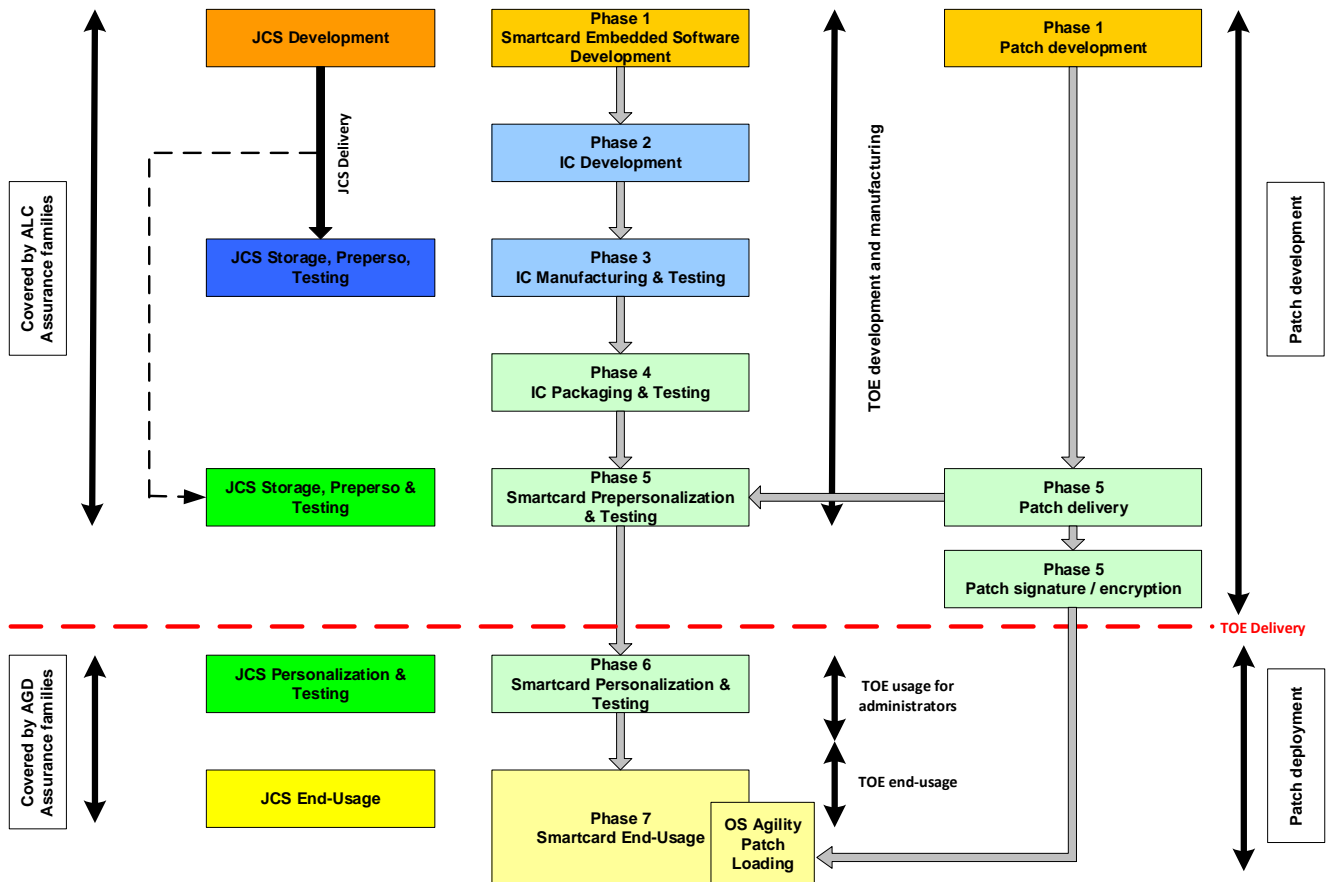 JCS Development
Phase 1
Smartcard Embedded Software
Development
Phase 1
Patch development
JCS Delivery
Phase 2
IC Development
TOE development and manufacturing
Covered by ALC
Assurance families
Patch development
JCS Storage, Preperso,
Testing
Phase 3
IC Manufacturing & Testing
Phase 4
IC Packaging & Testing
JCS Storage, Preperso &
Testing
Phase 5
Smartcard Prepersonalization
& Testing
Phase 5
Patch delivery
Phase 5
Patch signature / encryption
TOE Delivery
Covered by AGD
Assurance families
JCS Personalization &
Testing
Phase 6
Smartcard Personalization &
Testing
TOE usage for
administrators
Patch deployment
JCS End-Usage
TOE end-usage
Phase 7
Smartcard End-Usage
OS Agility
Patch
Loading